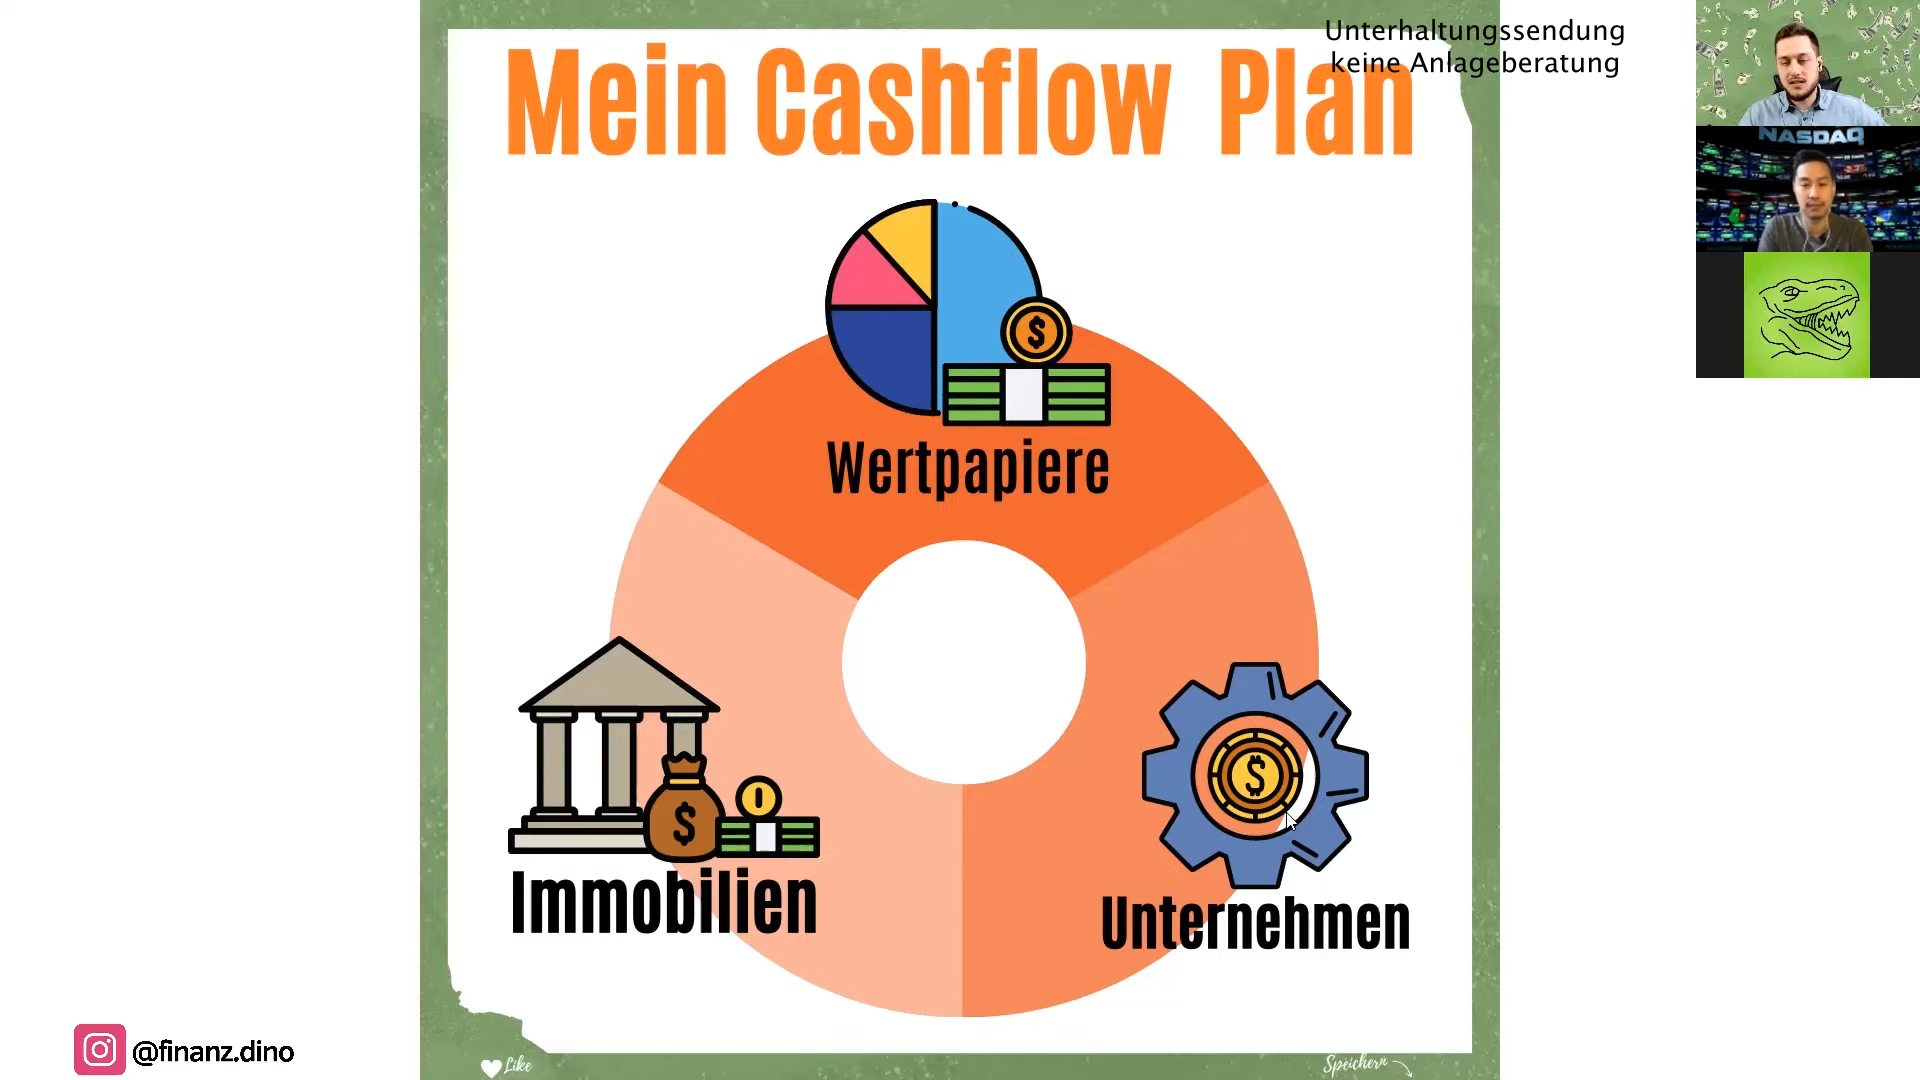 Unterhaltungssendung
keine Anlageberatung
Mein Cashflow Plan
NASDAQ
$
Wertpapiere
$
$
Immobilien
Unternehmen
@finanz.dino
Like
Speichern